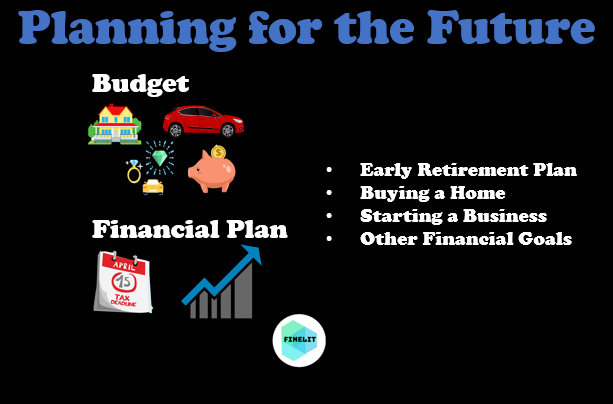 Planning for the Future
Budget
$
• Early Retirement Plan
• Buying a Home
• Starting a Business
• Other Financial Goals
Financial Plan
APRIL
15
TAX
DEADLINE
FINELIT